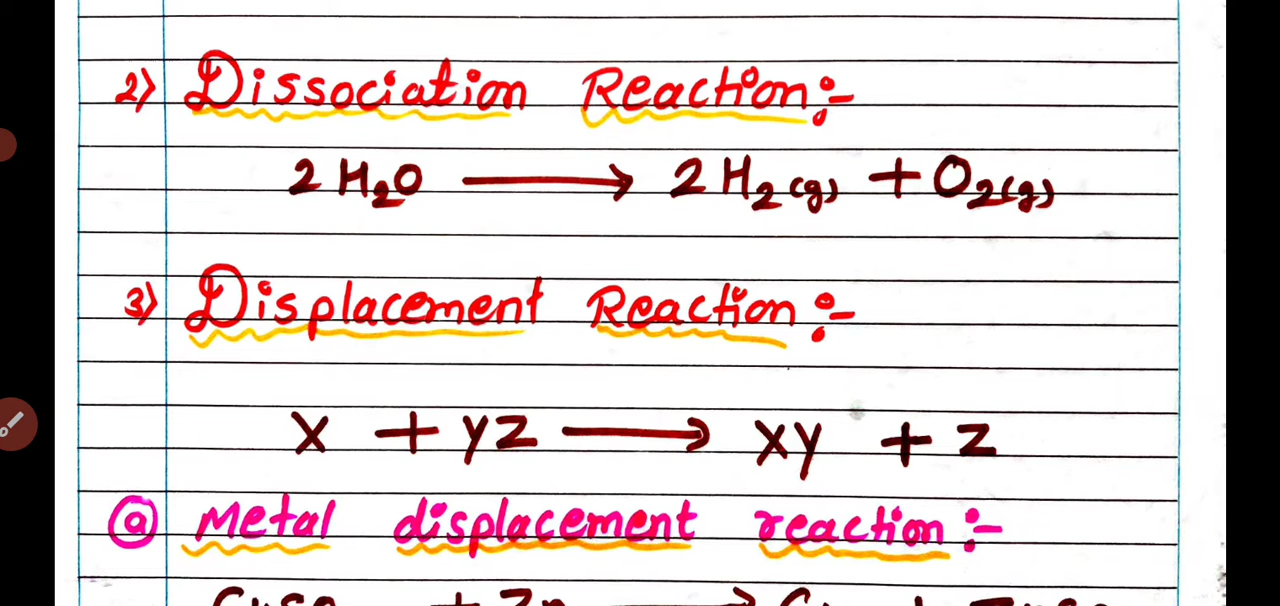 2) Dissociation Reaction:-
2H₂O ⟶ 2H₂(g) + O₂(g)
3) Displacement Reaction:-
X + YZ ⟶ XY + Z
ⓐ Metal displacement reaction:-